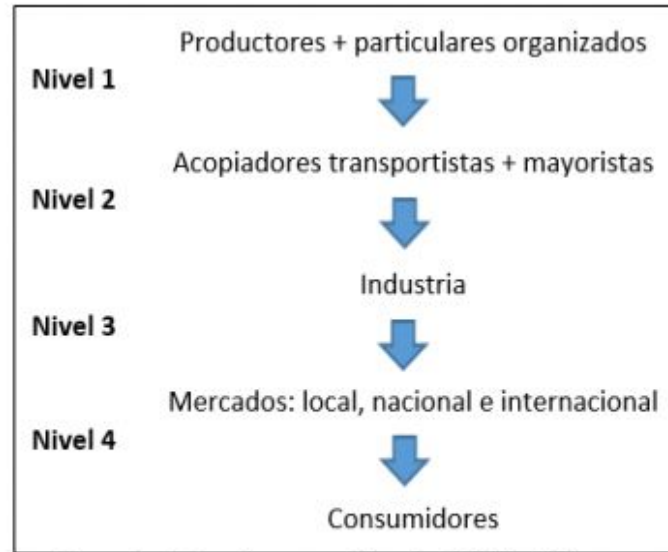 Productores + particulares organizados
Nivel 1
Acopiadores transportistas + mayoristas
Nivel 2
Industria
Nivel 3
Mercados: local, nacional e internacional
Nivel 4
Consumidores